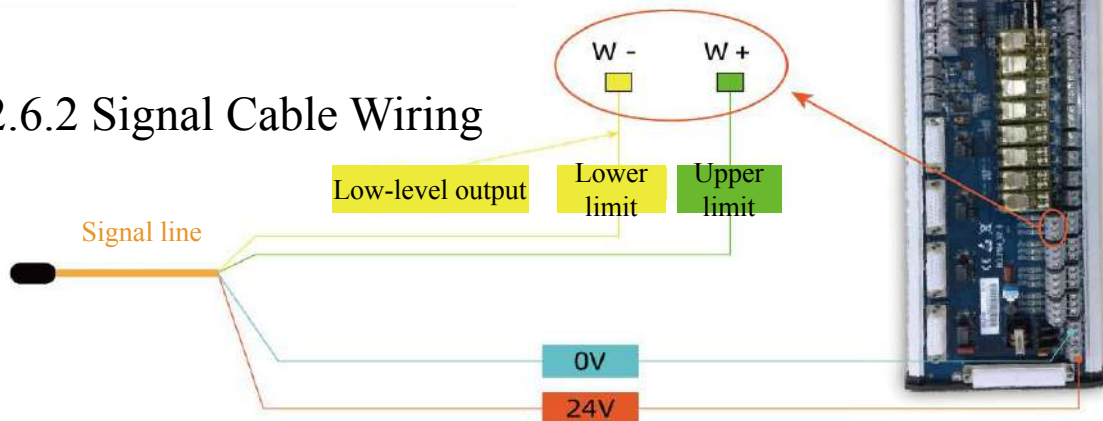 W - W +
2.6.2 Signal Cable Wiring
Low-level output
Lower
limit
Upper
limit
Signal line
0V
24V